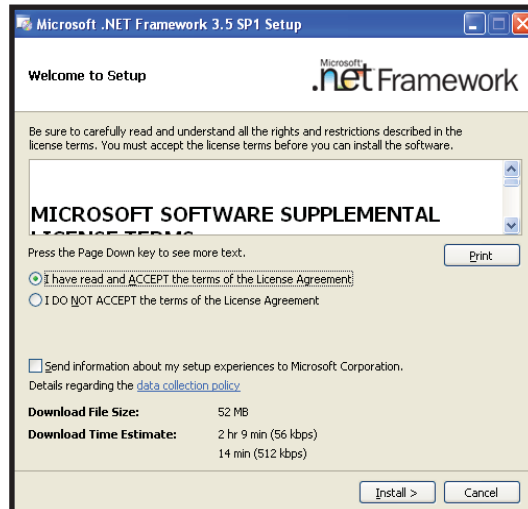 Microsoft .NET Framework 3.5 SP1 Setup
Welcome to Setup
Microsoft
.net Framework
Be sure to carefully read and understand all the rights and restrictions described in the
license terms. You must accept the license terms before you can install the software.
MICROSOFT SOFTWARE SUPPLEMENTAL
LICENSE TERMS
Press the Page Down key to see more text.
Print
I have read and ACCEPT the terms of the License Agreement
I DO NOT ACCEPT the terms of the License Agreement
Send information about my setup experiences to Microsoft Corporation.
Details regarding the data collection policy
Download File Size: 52 MB
Download Time Estimate: 2 hr 9 min (56 kbps)
14 min (512 kbps)
Install >
Cancel